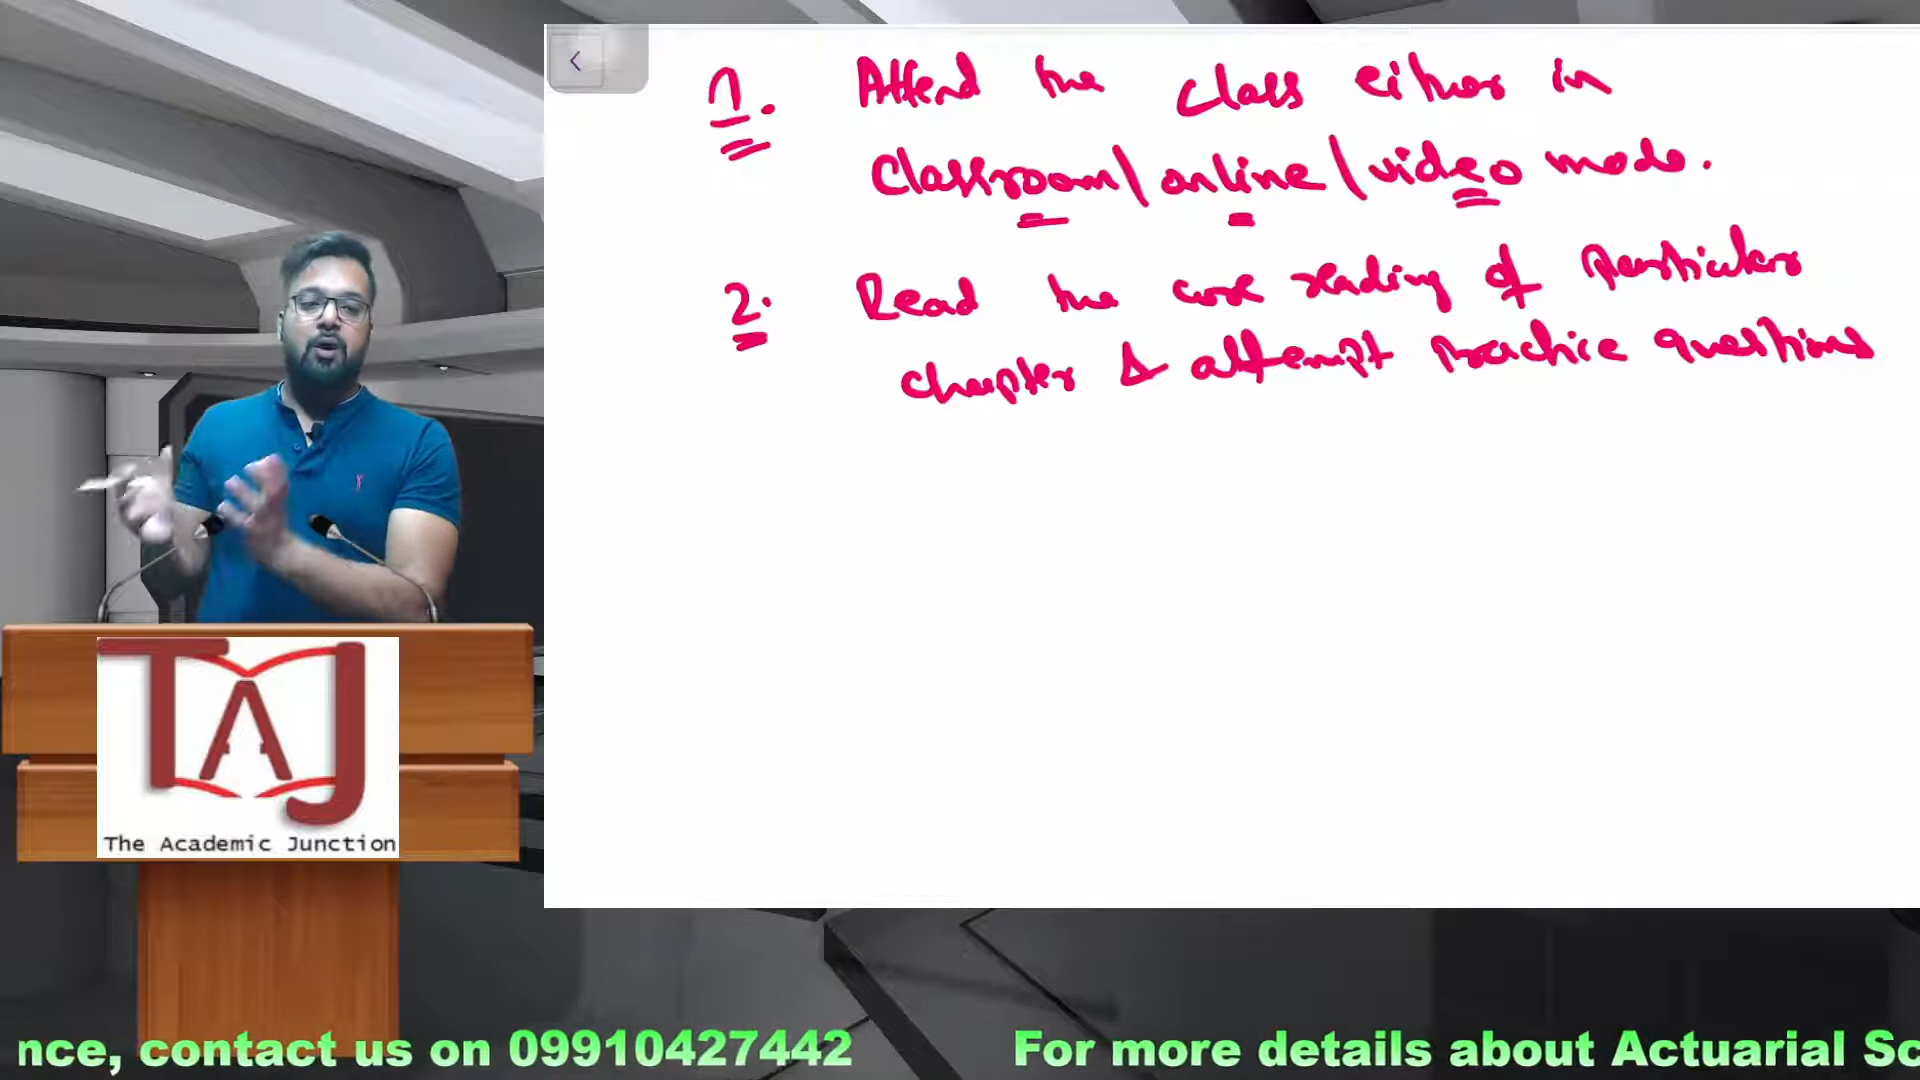 1. Attend the class either in
Classroom/online/video mode.
2. Read the core reading of particular
chapter & attempt practice questions
TAJ
The Academic Junction
nce, contact us on 09910427442 For more details about Actuarial Sc